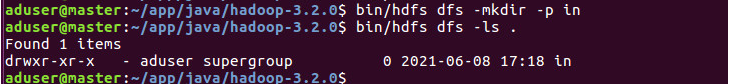 aduser@master:~/app/java/hadoop-3.2.0$ bin/hdfs dfs -mkdir -p in
aduser@master:~/app/java/hadoop-3.2.0$ bin/hdfs dfs -ls .
Found 1 items
drwxr-xr-x   - aduser supergroup          0 2021-06-08 17:18 in
aduser@master:~/app/java/hadoop-3.2.0$